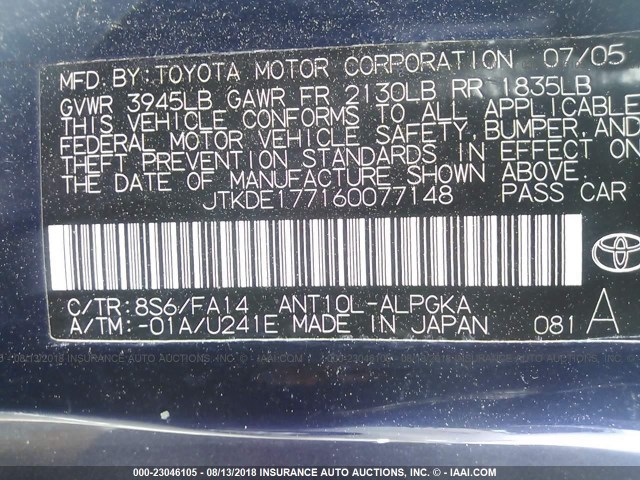 MFD. BY: TOYOTA MOTOR CORPORATION 07/05
GVWR 3945LB GAWR FR 2130LB RR 1835LB
THIS VEHICLE CONFORMS TO ALL APPLICABLE
FEDERAL MOTOR VEHICLE SAFETY, BUMPER, AND
THEFT PREVENTION STANDARDS IN EFFECT ON
THE DATE OF MANUFACTURE SHOWN ABOVE.
JTKDE177160077148 PASS CAR
C/TR: 8S6/FA14 ANT10L-ALPGKA
A/TM: -01A/U241E MADE IN JAPAN 081 A
000-23046105 - 08/13/2018 INSURANCE AUTO AUCTIONS, INC. © - IAAI.COM